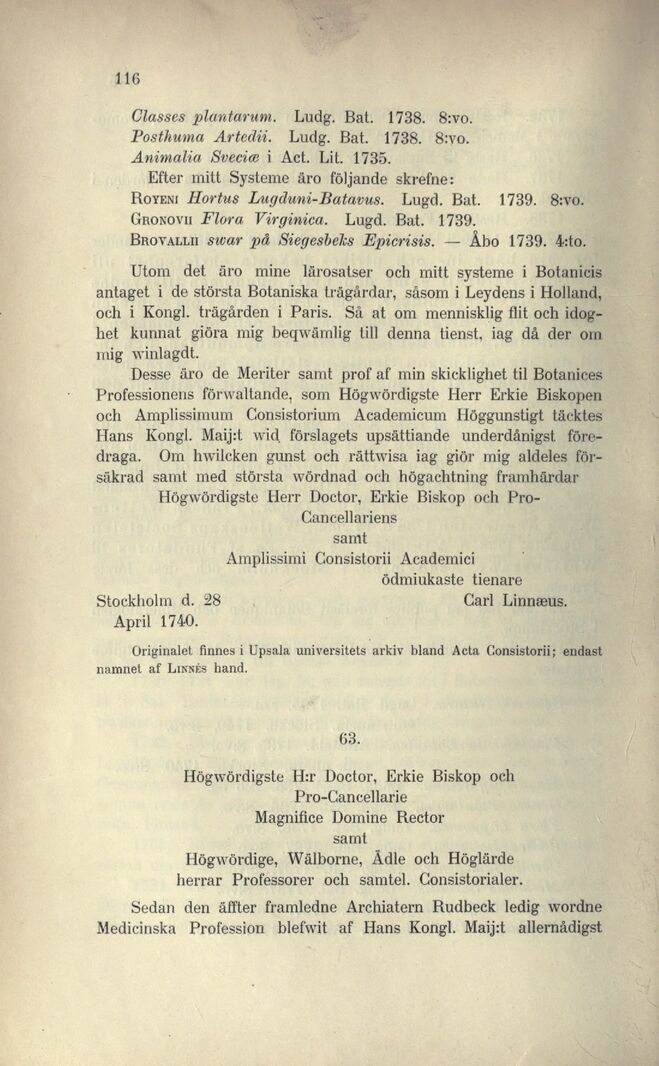 116
Classes plantarum. Ludg. Bat. 1738. 8:vo.
Posthuma Artedii. Ludg. Bat. 1738. 8:vo.
Animalia Sveciæ i Act. Lit. 1735.
Efter mitt Systeme äro följande skrefne:
ROYENI Hortus Lugduni-Batavus. Lugd. Bat. 1739. 8:vo.
GRONOVII Flora Virginica. Lugd. Bat. 1739.
BROVALLII swar på Siegesbeks Epicrisis. — Åbo 1739. 4:to.
Utom det äro mine lärosatser och mitt systeme i Botanicis
antaget i de största Botaniska trägårdar, såsom i Leydens i Holland,
och i Kongl. trägården i Paris. Så at om mennisklig flit och idog-
het kunnat giöra mig beqwämlig till denna tienst, iag då der om
mig winlagdt.
Desse äro de Meriter samt prof af min skicklighet til Botanices
Professionens förwaltande, som Högwördigste Herr Erkie Biskopen
och Amplissimum Consistorium Academicum Höggunstigt täcktes
Hans Kongl. Maij:t wid förslagets upsättiande underdånigst före-
draga. Om hwilcken gunst och rättwisa iag giör mig aldeles för-
säkrad samt med största wördnad och högachtning framhärdar
Högwördigste Herr Doctor, Erkie Biskop och Pro-
Cancellariens
samt
Amplissimi Consistorii Academici
ödmiukaste tienare
Stockholm d. 28 Carl Linnæus.
April 1740.
Originalet finnes i Upsala universitets arkiv bland Acta Consistorii; endast
namnet af LINNÉS hand.
63.
Högwördigste H:r Doctor, Erkie Biskop och
Pro-Cancellarie
Magnifice Domine Rector
samt
Högwördige, Wälborne, Ädle och Höglärde
herrar Professorer och samtel. Consistorialer.
Sedan den äffter framledne Archiatern Rudbeck ledig wordne
Medicinska Profession blefwit af Hans Kongl. Maij:t allernådigst